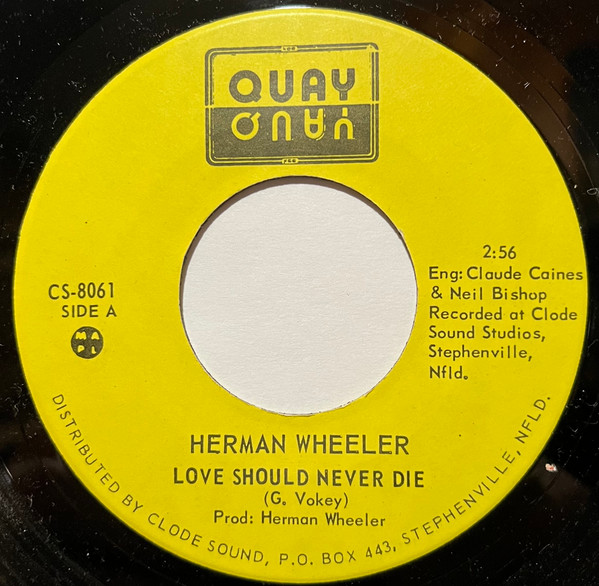 QUAY
QUAY
CS-8061
SIDE A
M A
P L
2:56
Eng: Claude Caines
& Neil Bishop
Recorded at Clode
Sound Studios,
Stephenville,
Nfld.
HERMAN WHEELER
LOVE SHOULD NEVER DIE
(G. Vokey)
Prod: Herman Wheeler
DISTRIBUTED BY CLODE SOUND, P.O. BOX 443, STEPHENVILLE, NFLD.